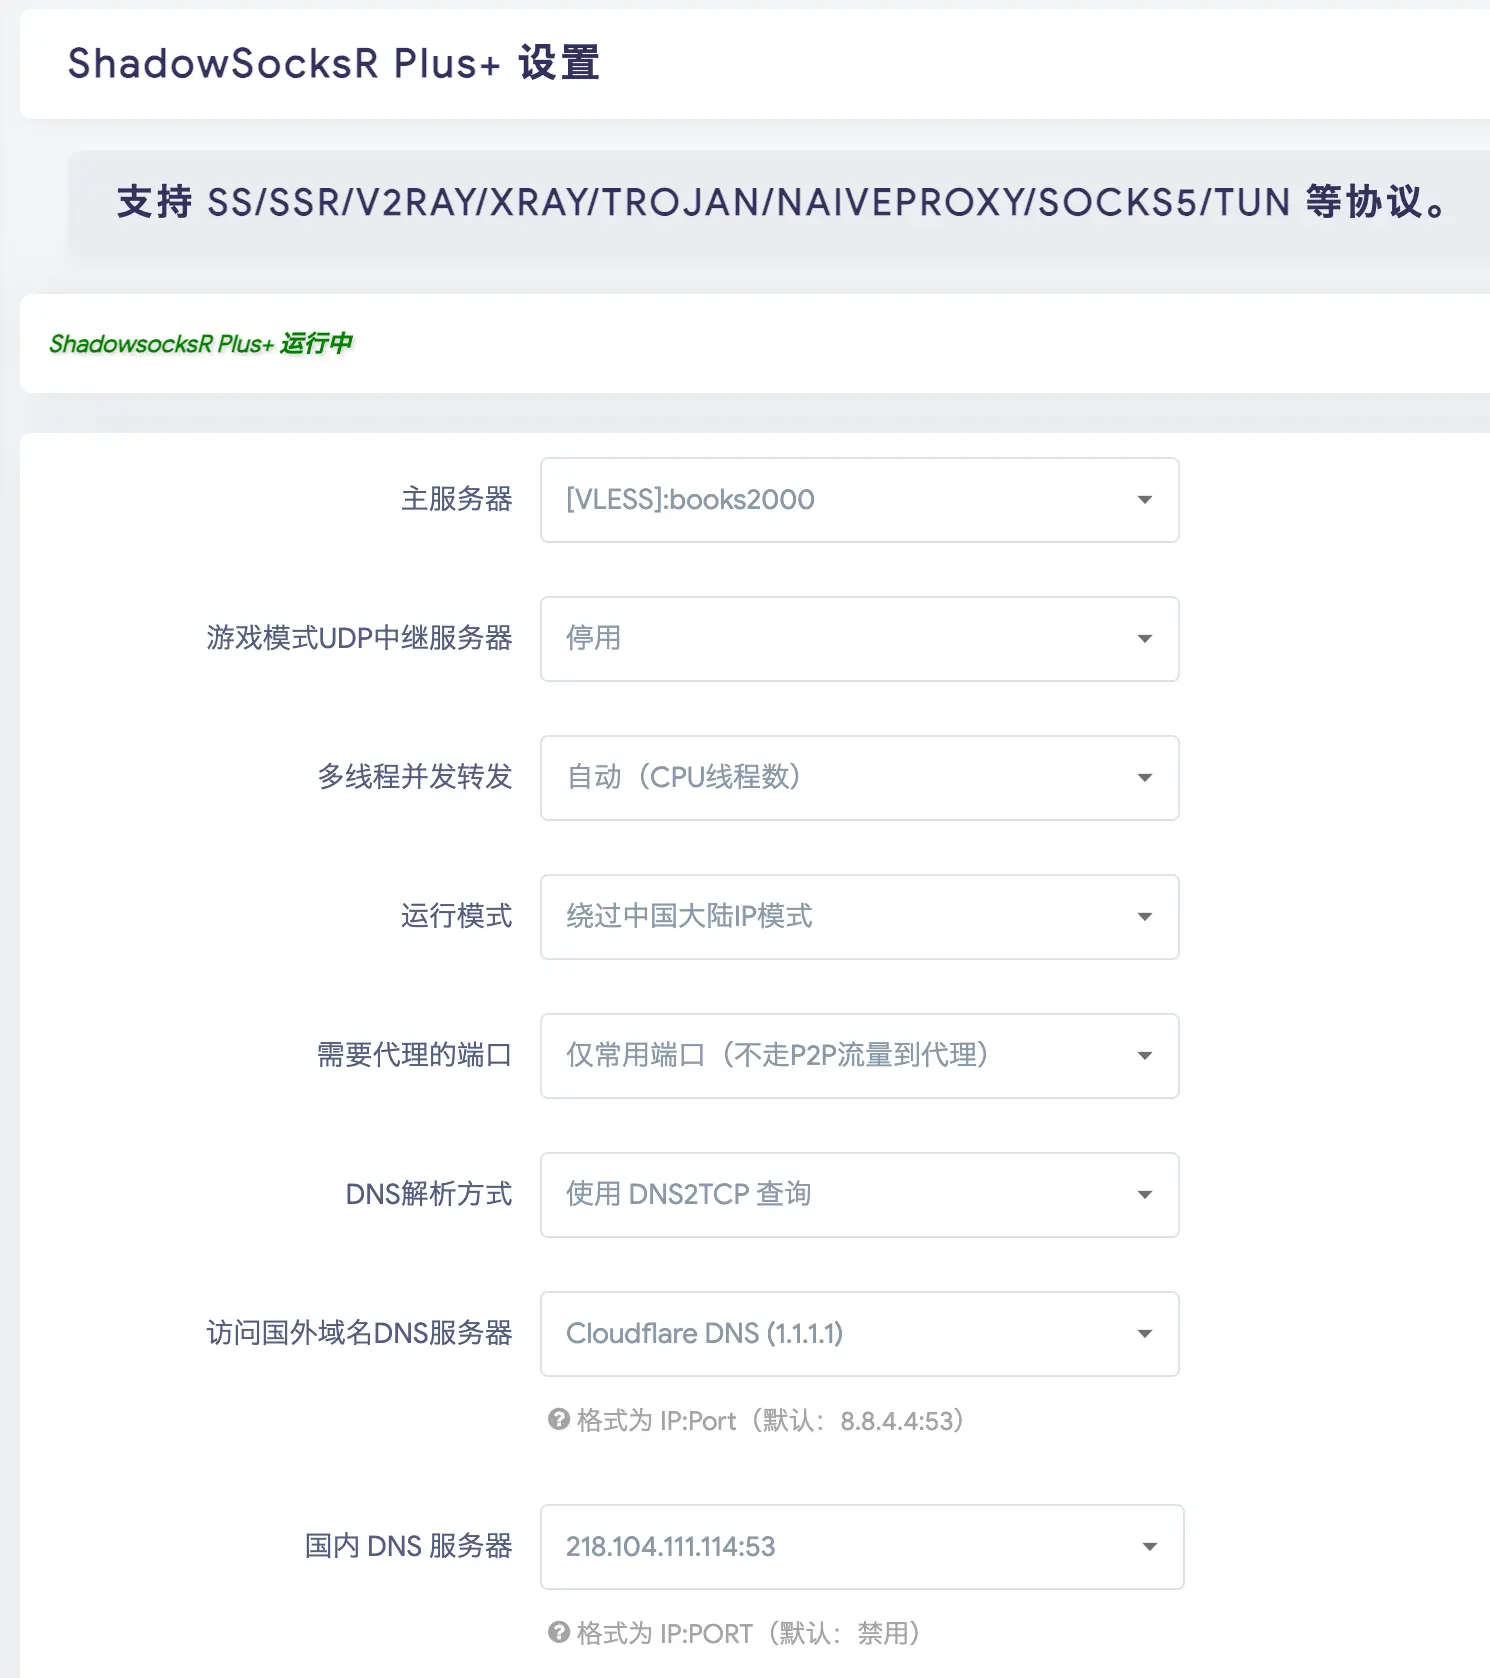 ShadowSocksR Plus+ 设置
支持 SS/SSR/V2RAY/XRAY/TROJAN/NAIVEPROXY/SOCKS5/TUN 等协议。
ShadowsocksR Plus+ 运行中
主服务器 [VLESS]:books2000
游戏模式UDP中继服务器 停用
多线程并发转发 自动（CPU线程数）
运行模式 绕过中国大陆IP模式
需要代理的端口 仅常用端口（不走P2P流量到代理）
DNS解析方式 使用 DNS2TCP 查询
访问国外域名DNS服务器 Cloudflare DNS (1.1.1.1)
格式为 IP:Port（默认：8.8.4.4:53）
国内 DNS 服务器 218.104.111.114:53
格式为 IP:PORT（默认：禁用）